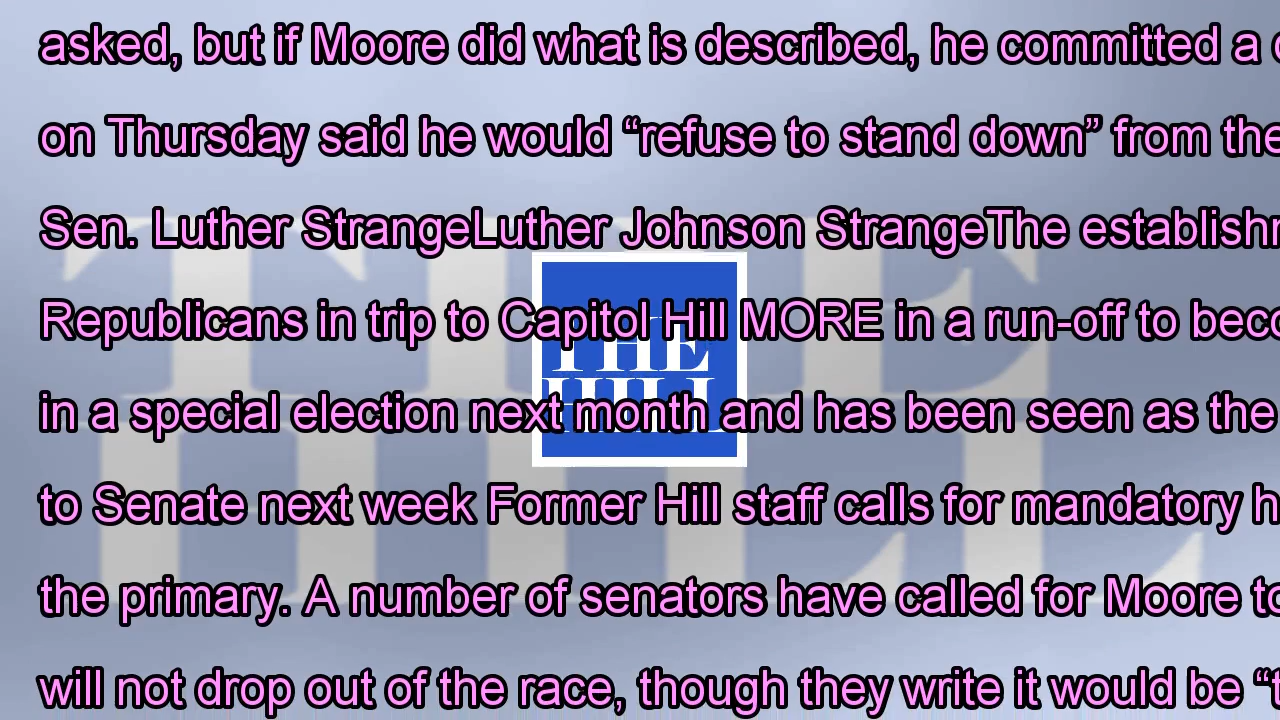 asked, but if Moore did what is described, he committed a
on Thursday said he would “refuse to stand down” from the
Sen. Luther StrangeLuther Johnson StrangeThe
Republicans in trip to Capitol Hill MORE in a run-off to
in a special election next month and has been seen as the
to Senate next week Former Hill staff calls for mandatory
the primary. A number of senators have called for Moore
will not drop out of the race, though they write it would be
THE
HILL
THE